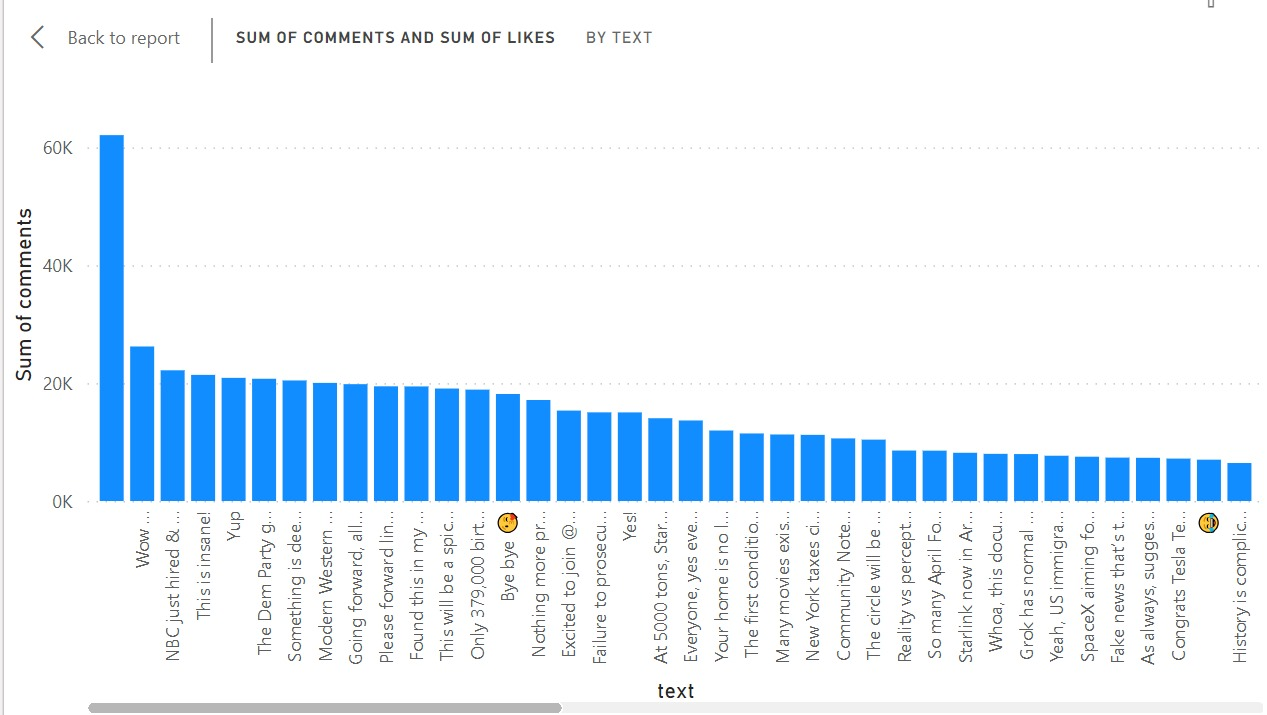 Back to report
SUM OF COMMENTS AND SUM OF LIKES BY TEXT
Sum of comments
60K
40K
20K
0K
Wow ...
NBC just hired & ...
This is insane!
Yup
The Dem Party g...
Something is dee...
Modern Western ...
Going forward, all...
Please forward lin...
Found this in my ...
This will be a spic...
Only 379,000 birt...
Bye bye 😘
Nothing more pr...
Excited to join @...
Failure to prosecu...
Yes!
At 5000 tons, Star...
Everyone, yes eve...
Your home is no l...
The first conditio...
Many movies exis...
New York taxes ci...
Community Note...
The circle will be ...
Reality vs percept...
So many April Fo...
Starlink now in Ar...
Whoa, this docu...
Grok has normal ...
Yeah, US immigra...
SpaceX aiming fo...
Fake news that's t...
As always, sugges...
Congrats Tesla Te...
😂
History is complic...
text